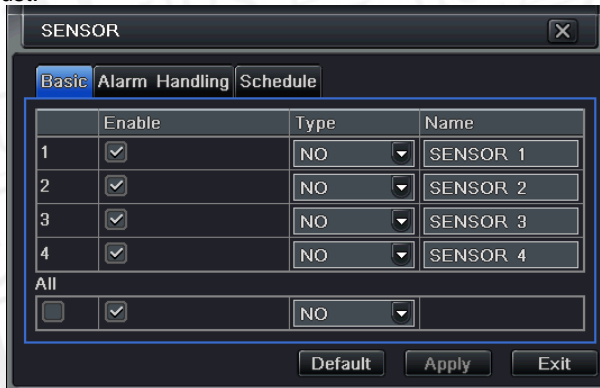 SENSOR
Basic Alarm Handling Schedule
Enable Type Name
1 NO SENSOR 1
2 NO SENSOR 2
3 NO SENSOR 3
4 NO SENSOR 4
All
NO
Default Apply Exit